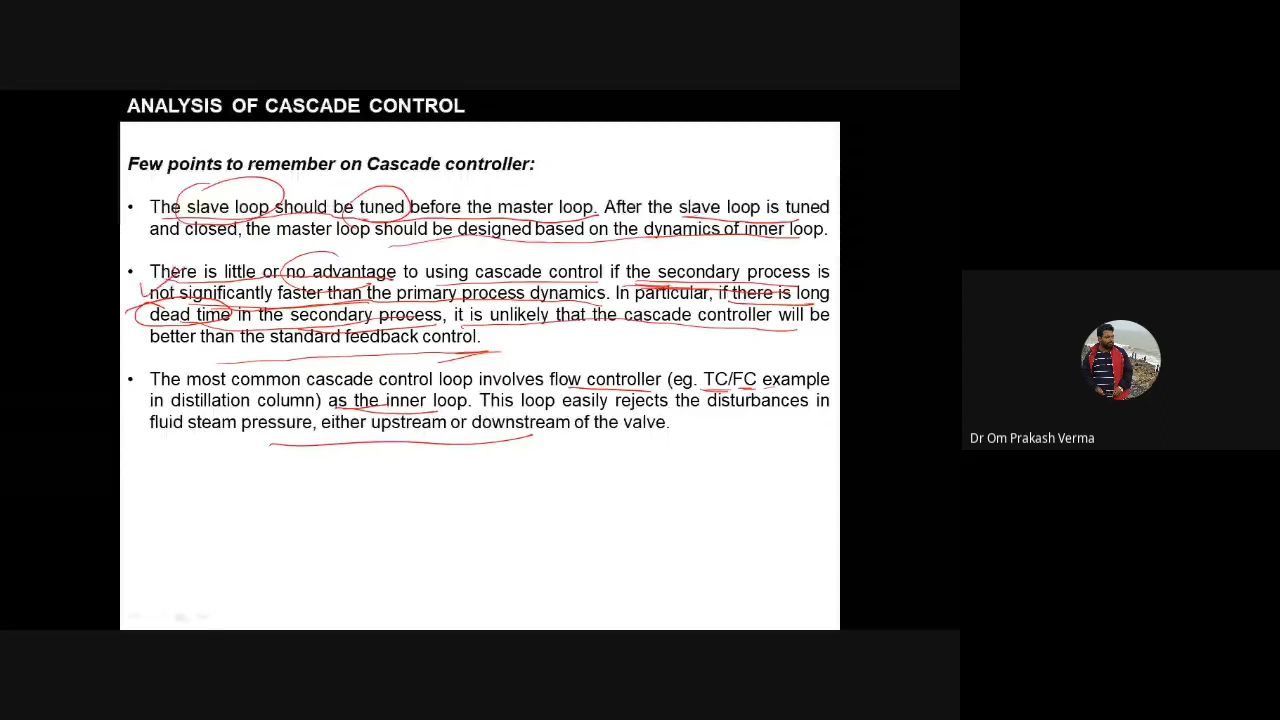 ANALYSIS OF CASCADE CONTROL
Few points to remember on Cascade controller:
• The slave loop should be tuned before the master loop. After the slave loop is tuned
and closed, the master loop should be designed based on the dynamics of inner loop.
• There is little or no advantage to using cascade control if the secondary process is
not significantly faster than the primary process dynamics. In particular, if there is long
dead time in the secondary process, it is unlikely that the cascade controller will be
better than the standard feedback control.
• The most common cascade control loop involves flow controller (eg. TC/FC example
in distillation column) as the inner loop. This loop easily rejects the disturbances in
fluid steam pressure, either upstream or downstream of the valve.
Dr Om Prakash Verma